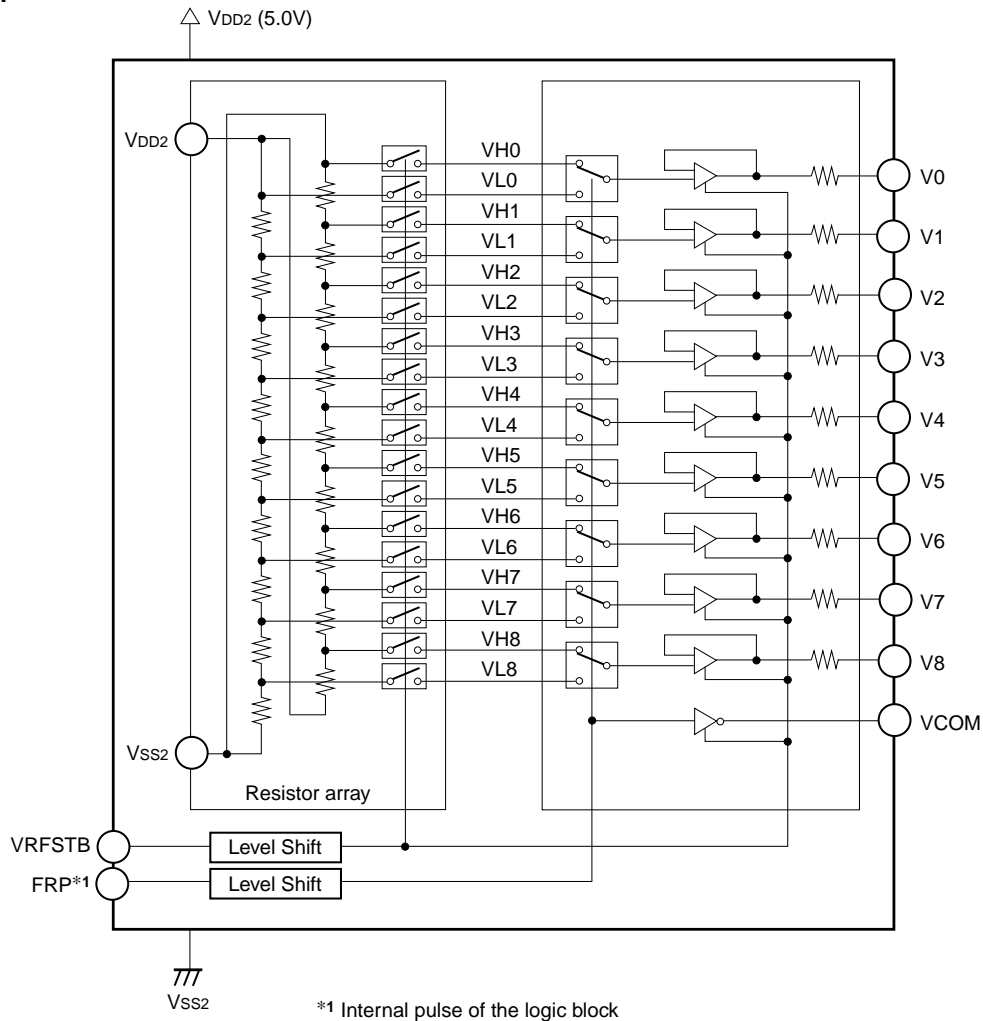 VDD2 (5.0V)
VDD2
VH0
VL0
V0
VH1
VL1
V1
VH2
VL2
V2
VH3
VL3
V3
VH4
VL4
V4
VH5
VL5
V5
VH6
VL6
V6
VH7
VL7
V7
VH8
VL8
V8
VCOM
VSS2
Resistor array
VRFSTB
Level Shift
FRP*1
Level Shift
VSS2
*1 Internal pulse of the logic block